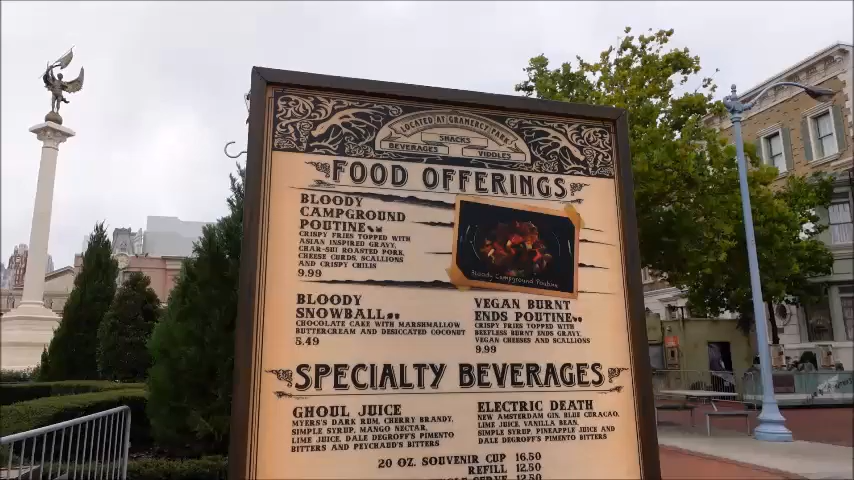 LOCATED AT GRAMERCY PARK
SNACKS
BEVERAGES VIDDLES
FOOD OFFERINGS
BLOODY
CAMPGROUND
POUTINE
CRISPY FRIES TOPPED WITH
ASIAN INSPIRED GRAVY,
CHAR-SUI ROASTED PORK,
CHEESE CURDS, SCALLIONS
AND CRISPY CHILIS
9.99
Bloody Campground Poutine
BLOODY
SNOWBALL
CHOCOLATE CAKE WITH MARSHMALLOW
BUTTERCREAM AND DESICCATED COCONUT
5.49
VEGAN BURNT
ENDS POUTINE
CRISPY FRIES TOPPED WITH
BEEFLESS BURNT ENDS, GRAVY,
VEGAN CHEESE AND SCALLIONS
9.99
SPECIALTY BEVERAGES
GHOUL JUICE
MYERS'S DARK RUM, CHERRY BRANDY,
SIMPLE SYRUP, MANGO NECTAR,
LIME JUICE, DALE DEGROFF'S PIMENTO
BITTERS AND PEYCHAUD'S BITTERS
ELECTRIC DEATH
NEW AMSTERDAM GIN, BLUE CURACAO,
LIME JUICE, VANILLA BEAN,
SIMPLE SYRUP, PINEAPPLE JUICE AND
DALE DEGROFF'S PIMENTO BITTERS
20 OZ. SOUVENIR CUP 16.50
REFILL 12.50
SERVE 12.50